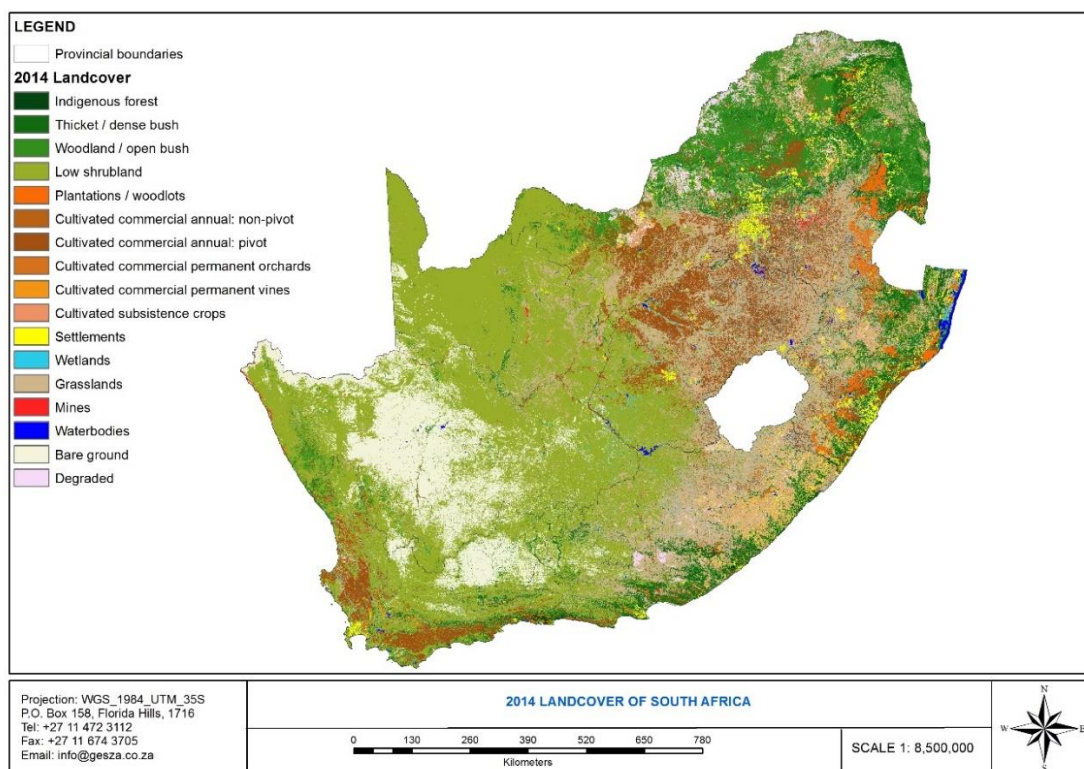 LEGEND
Provincial boundaries
2014 Landcover
Indigenous forest
Thicket / dense bush
Woodland / open bush
Low shrubland
Plantations / woodlots
Cultivated commercial annual: non-pivot
Cultivated commercial annual: pivot
Cultivated commercial permanent orchards
Cultivated commercial permanent vines
Cultivated subsistence crops
Settlements
Wetlands
Grasslands
Mines
Waterbodies
Bare ground
Degraded
Projection: WGS_1984_UTM_35S
P.O. Box 158, Florida Hills, 1716
Tel: +27 11 472 3112
Fax: +27 11 674 3705
Email: info@gesza.co.za
2014 LANDCOVER OF SOUTH AFRICA
0 130 260 390 520 650 780
Kilometers
SCALE 1: 8,500,000
N
W E
S